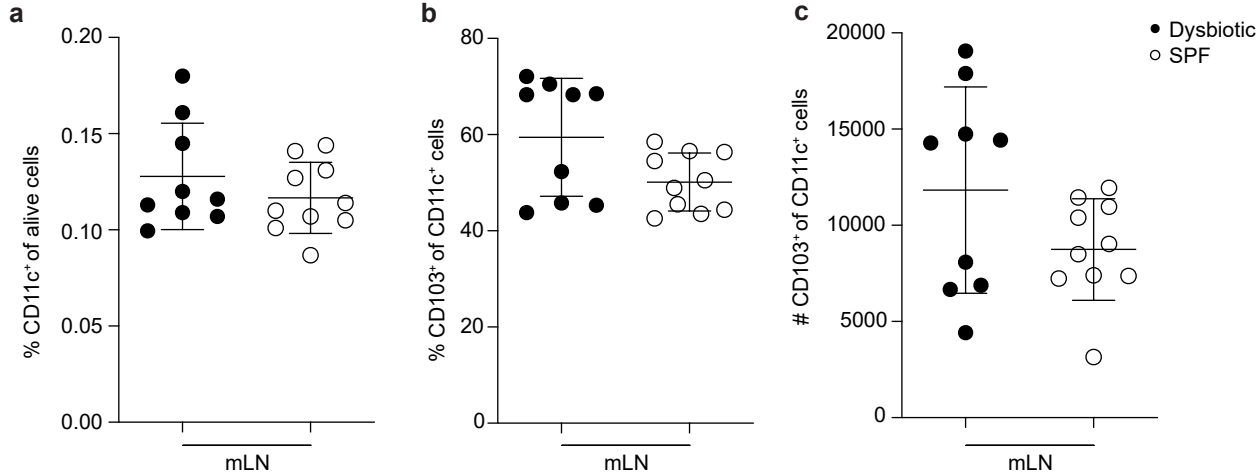 a
% CD11c⁺ of alive cells
0.20
0.15
0.10
0.05
0.00
mLN
b
% CD103⁺ of CD11c⁺ cells
80
60
40
20
0
mLN
c
# CD103⁺ of CD11c⁺ cells
20000
15000
10000
5000
0
mLN
Dysbiotic
SPF